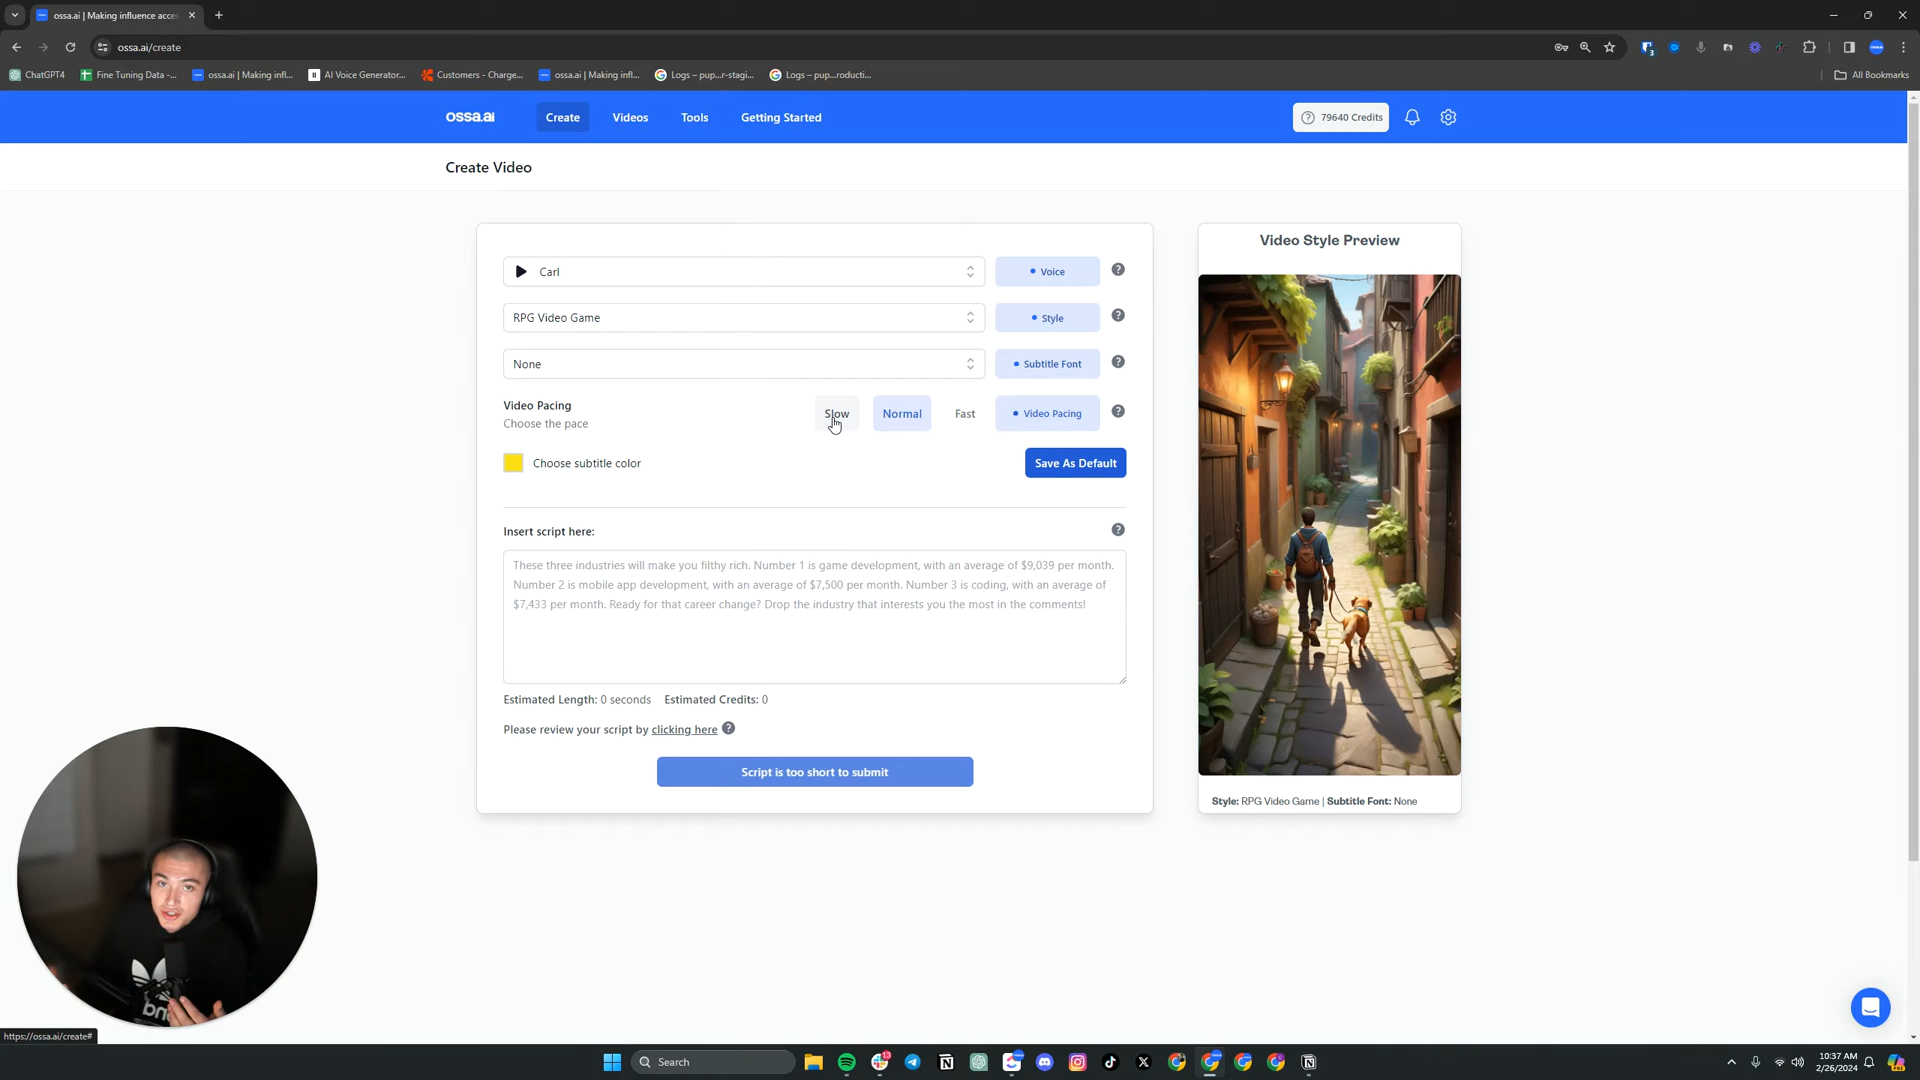 ossa.ai | Making influence acces
ossa.ai/create
3
ChatGPT4
Fine Tuning Data -...
ossa.ai | Making infl...
AI Voice Generator...
Customers - Charge...
ossa.ai | Making infl...
Logs – pup...r-stagi...
Logs – pup...roducti...
All Bookmarks
ossa.ai
Create
Videos
Tools
Getting Started
79640 Credits
Create Video
Carl
Voice
RPG Video Game
Style
None
Subtitle Font
Video Pacing
Choose the pace
Slow
Normal
Fast
Video Pacing
Choose subtitle color
Save As Default
Insert script here:
These three industries will make you filthy rich. Number 1 is game development, with an average of $9,039 per month.
Number 2 is mobile app development, with an average of $7,500 per month. Number 3 is coding, with an average of
$7,433 per month. Ready for that career change? Drop the industry that interests you the most in the comments!
Estimated Length: 0 seconds Estimated Credits: 0
Please review your script by clicking here
Script is too short to submit
Video Style Preview
Style: RPG Video Game | Subtitle Font: None
https://ossa.ai/create#
Search
13
10:37 AM
2/26/2024